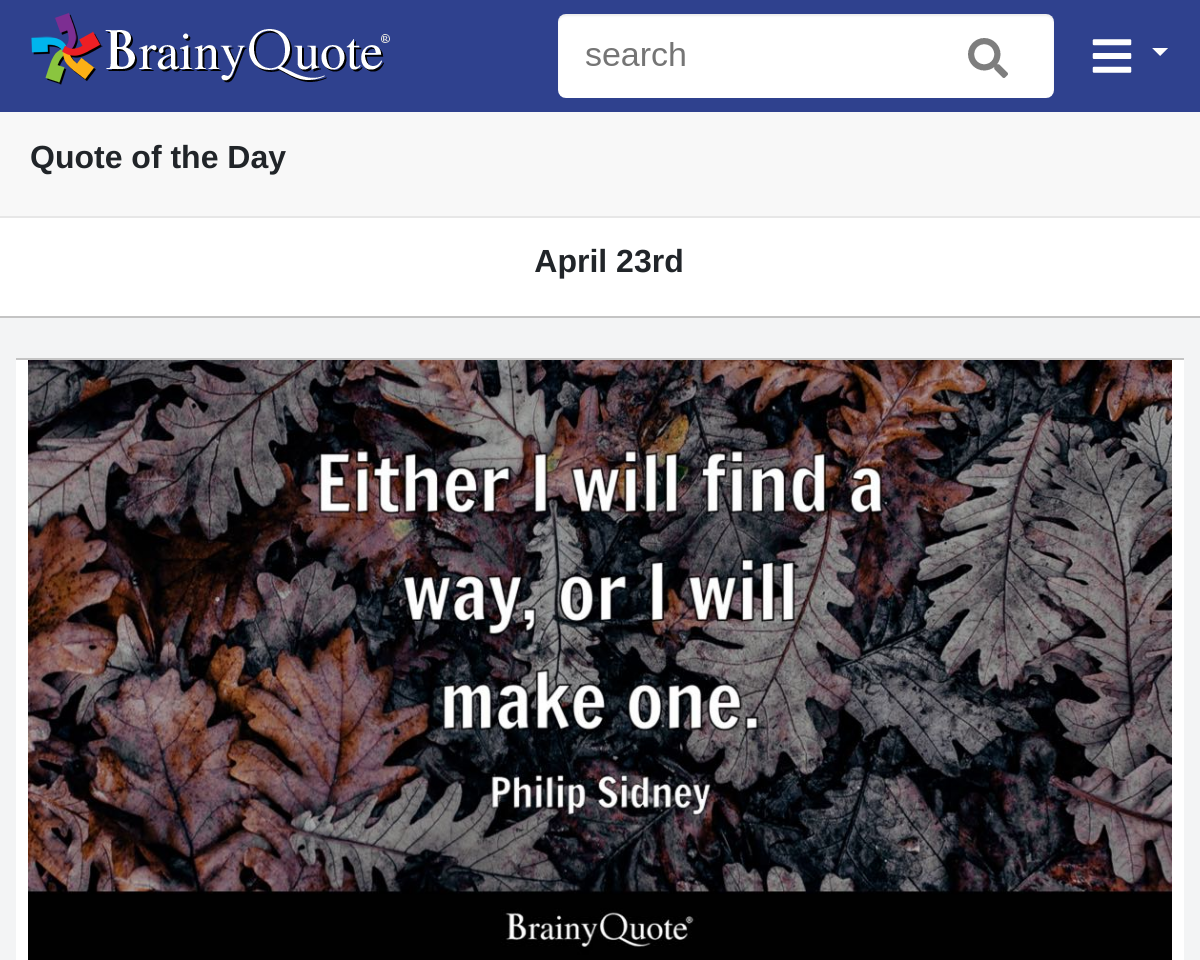 BrainyQuote®
search
Quote of the Day
April 23rd
Either I will find a
way, or I will
make one.
Philip Sidney
BrainyQuote®